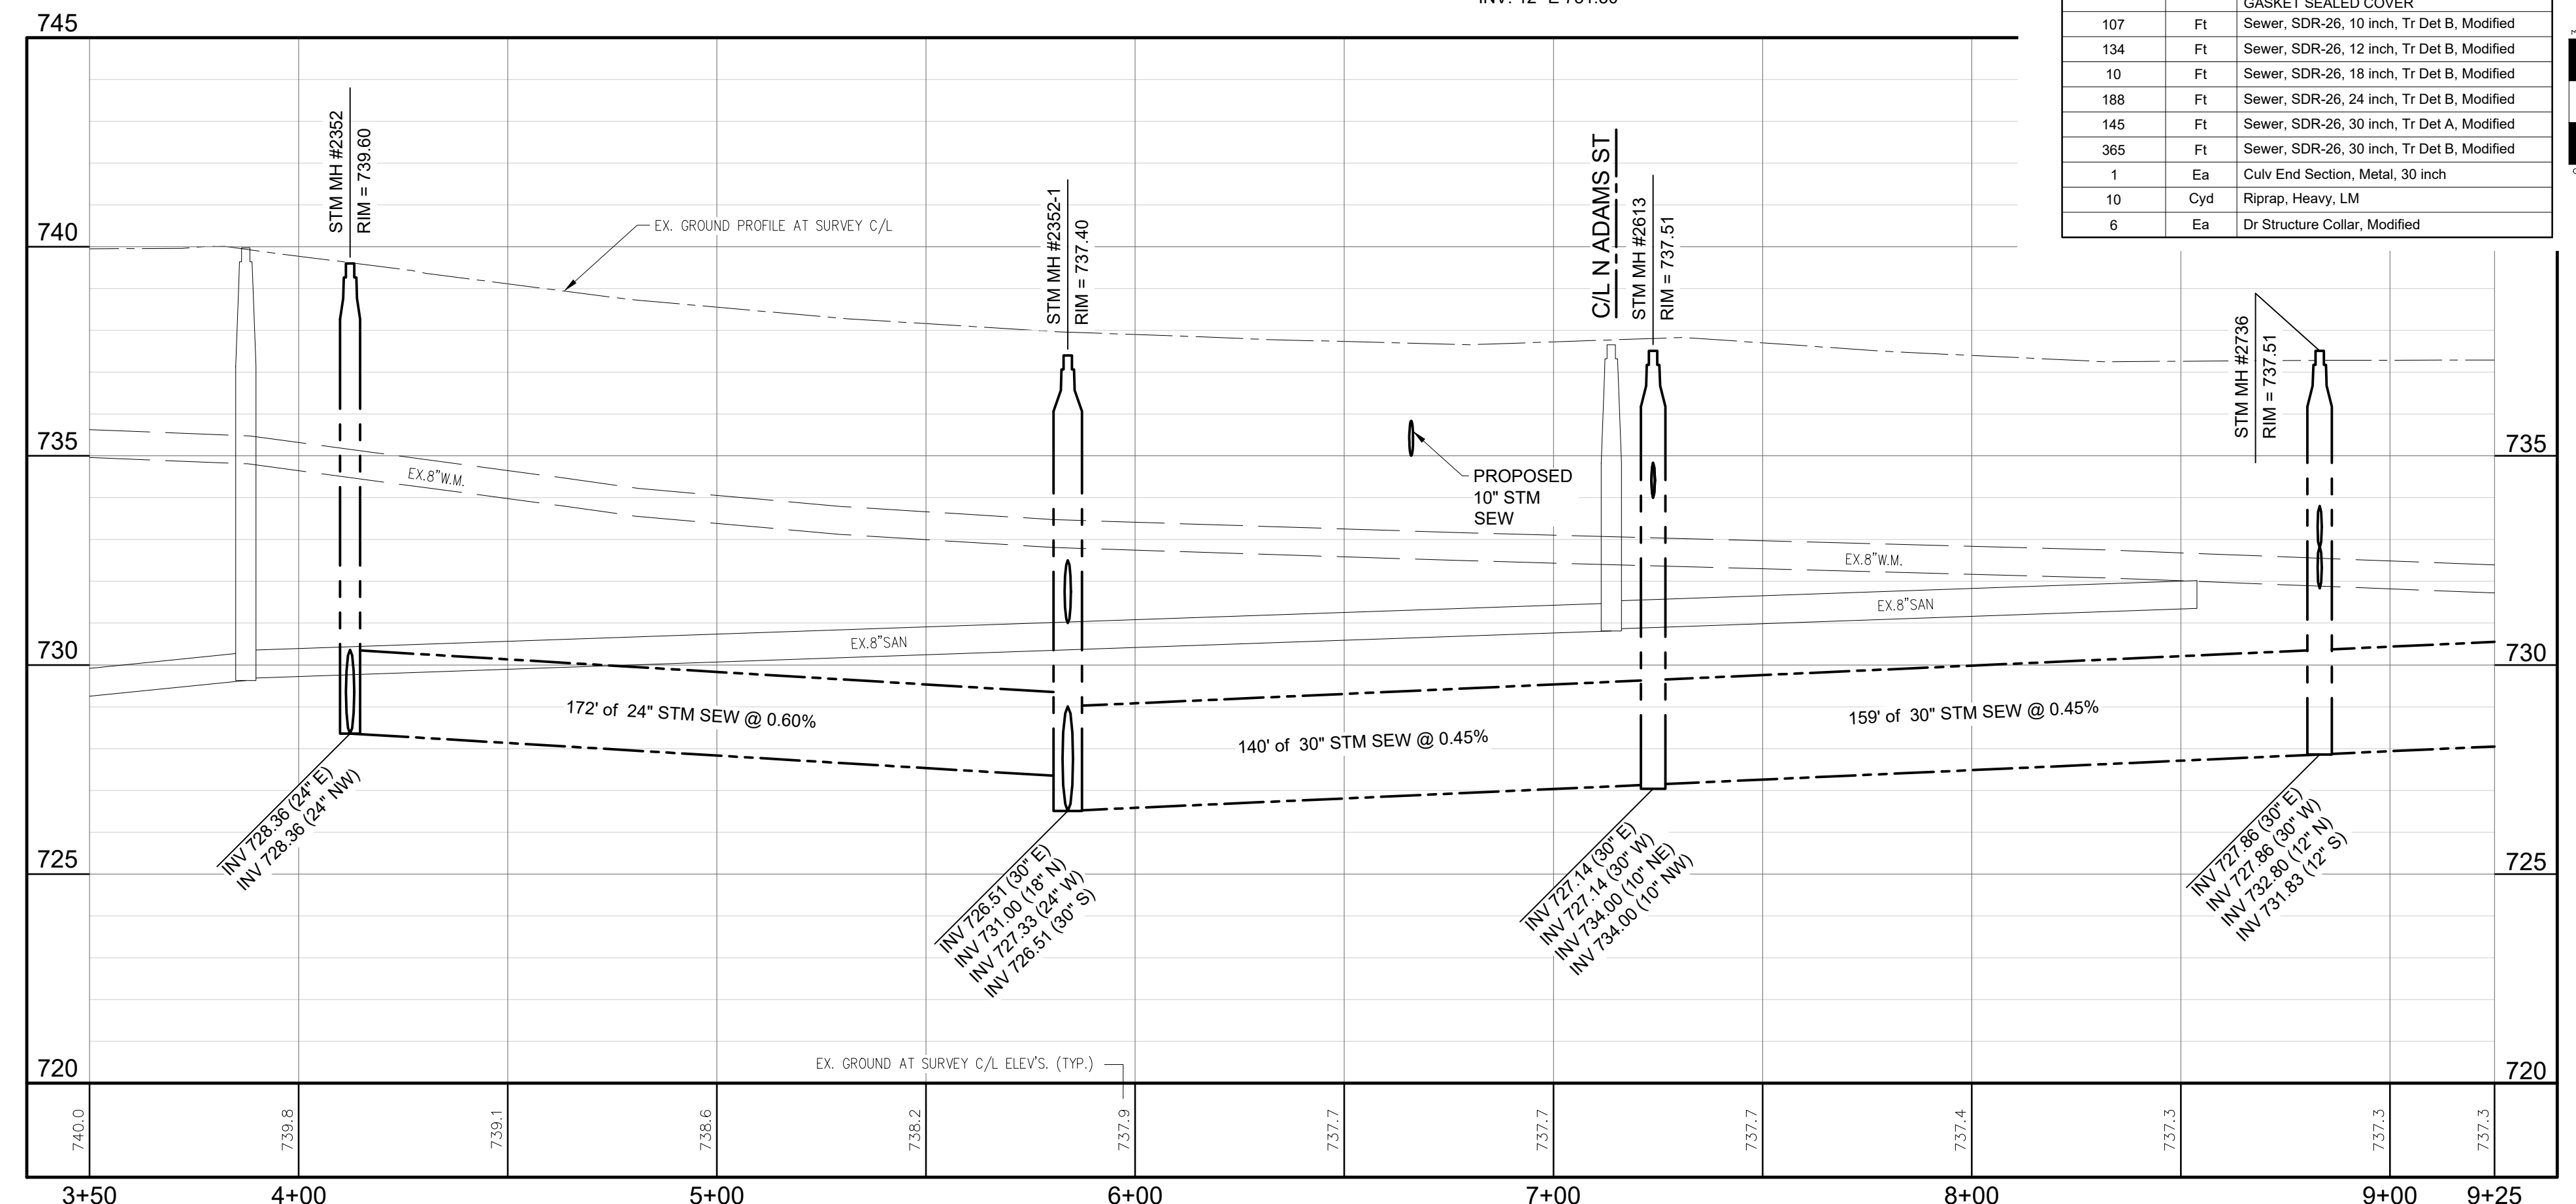 GASKET SEALED COVER
107 Ft Sewer, SDR-26, 10 inch, Tr Det B, Modified
134 Ft Sewer, SDR-26, 12 inch, Tr Det B, Modified
10 Ft Sewer, SDR-26, 18 inch, Tr Det B, Modified
188 Ft Sewer, SDR-26, 24 inch, Tr Det B, Modified
145 Ft Sewer, SDR-26, 30 inch, Tr Det A, Modified
365 Ft Sewer, SDR-26, 30 inch, Tr Det B, Modified
1 Ea Culv End Section, Metal, 30 inch
10 Cyd Riprap, Heavy, LM
6 Ea Dr Structure Collar, Modified
745
740
735
730
725
720
735
730
725
720
STM MH #2352
RIM = 739.60
EX. GROUND PROFILE AT SURVEY C/L
STM MH #2352-1
RIM = 737.40
C/L N ADAMS ST
STM MH #2613
RIM = 737.51
STM MH #2736
RIM = 737.51
EX.8"W.M.
PROPOSED
10" STM
SEW
EX.8"W.M.
EX.8"SAN
EX.8"SAN
172' of 24" STM SEW @ 0.60%
140' of 30" STM SEW @ 0.45%
159' of 30" STM SEW @ 0.45%
INV 728.36 (24" E)
INV 728.36 (24" NW)
INV 726.51 (30" E)
INV 731.00 (18" N)
INV 727.33 (24" W)
INV 726.51 (30" S)
INV 727.14 (30" E)
INV 727.14 (30" W)
INV 734.00 (10" NE)
INV 734.00 (10" NW)
INV 727.86 (30" E)
INV 727.86 (30" W)
INV 732.80 (12" N)
INV 731.83 (12" S)
EX. GROUND AT SURVEY C/L ELEV'S. (TYP.)
740.0 739.8 739.1 738.6 738.2 737.9 737.7 737.7 737.7 737.4 737.3 737.3 737.3
3+50 4+00 5+00 6+00 7+00 8+00 9+00 9+25